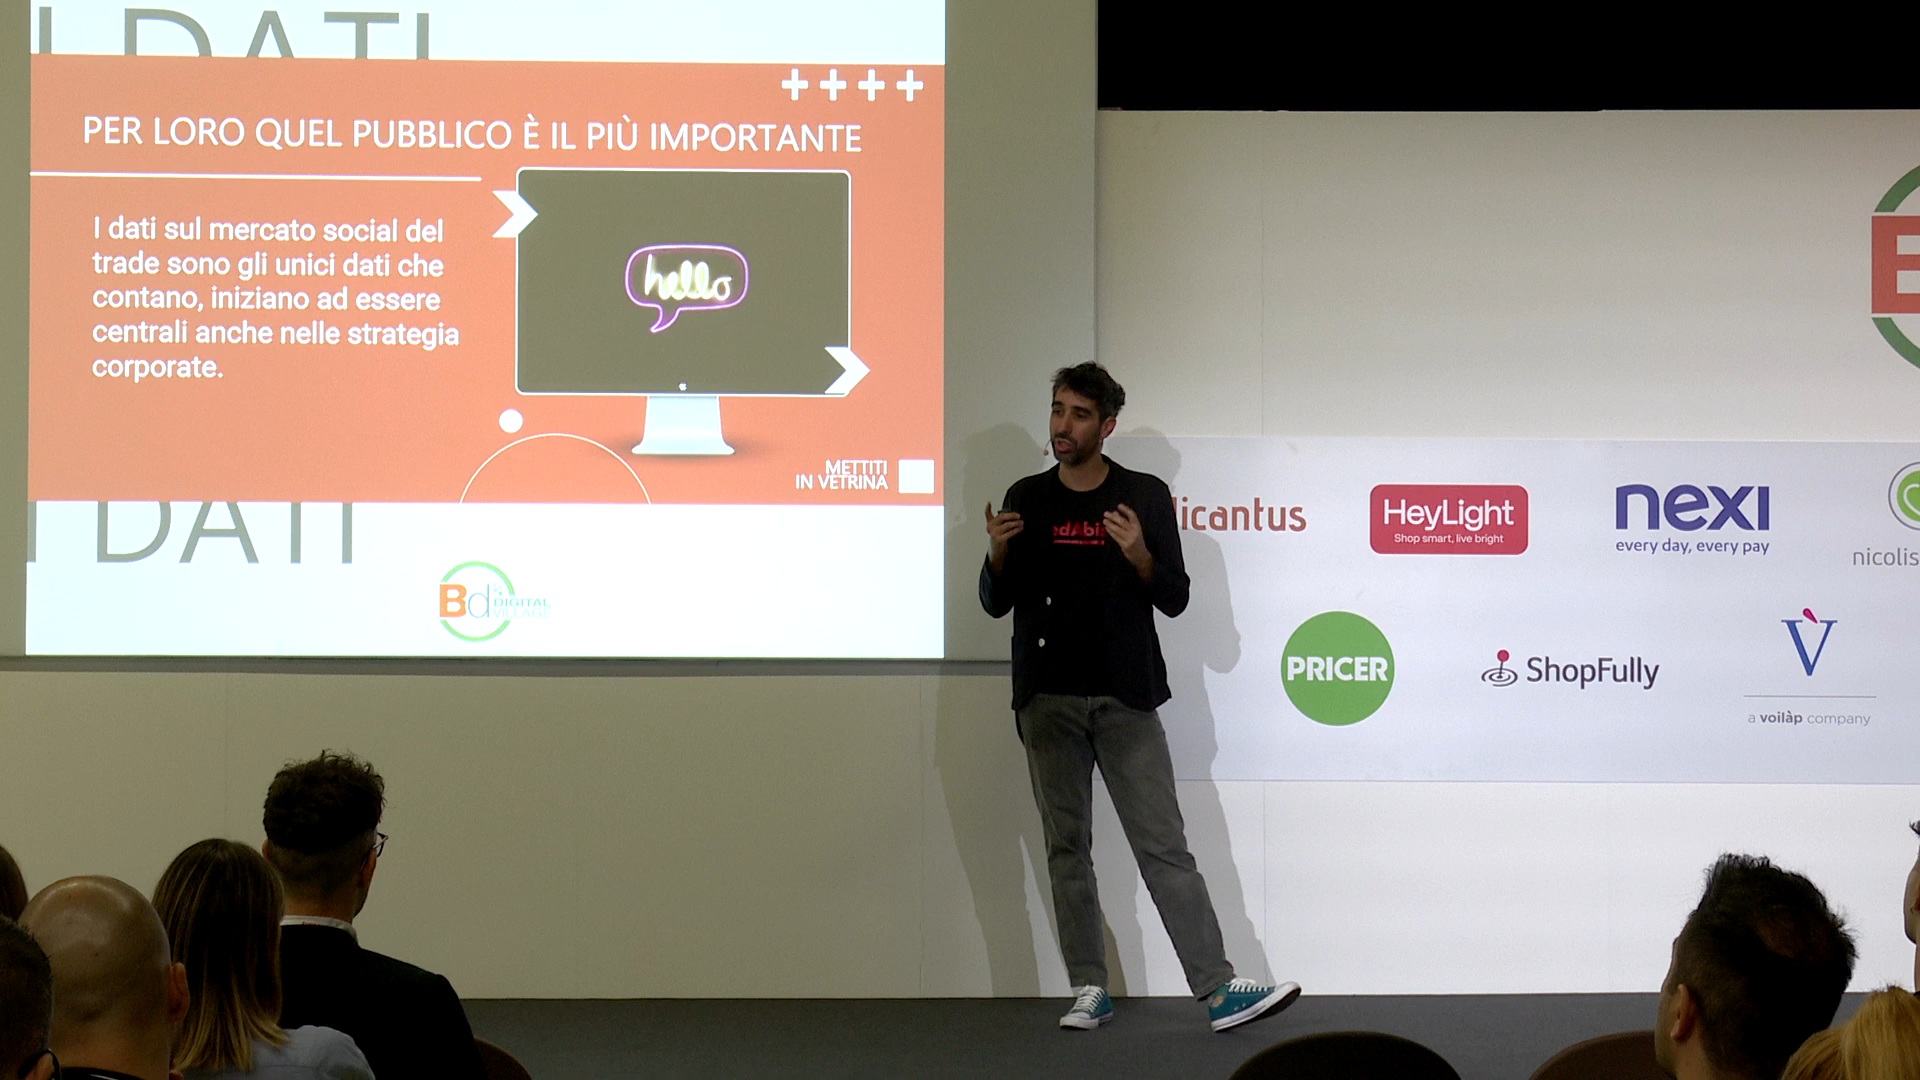 I DATI
PER LORO QUEL PUBBLICO È IL PIÙ IMPORTANTE
I dati sul mercato social del
trade sono gli unici dati che
contano, iniziano ad essere
centrali anche nelle strategia
corporate.
hello
METTITI
IN VETRINA
I DATI
Bd
DIGITAL
VILLAGE
licantus
HeyLight
Shop smart, live bright
nexi
every day, every pay
nicolis
PRICER
ShopFully
V̀
a voilàp company